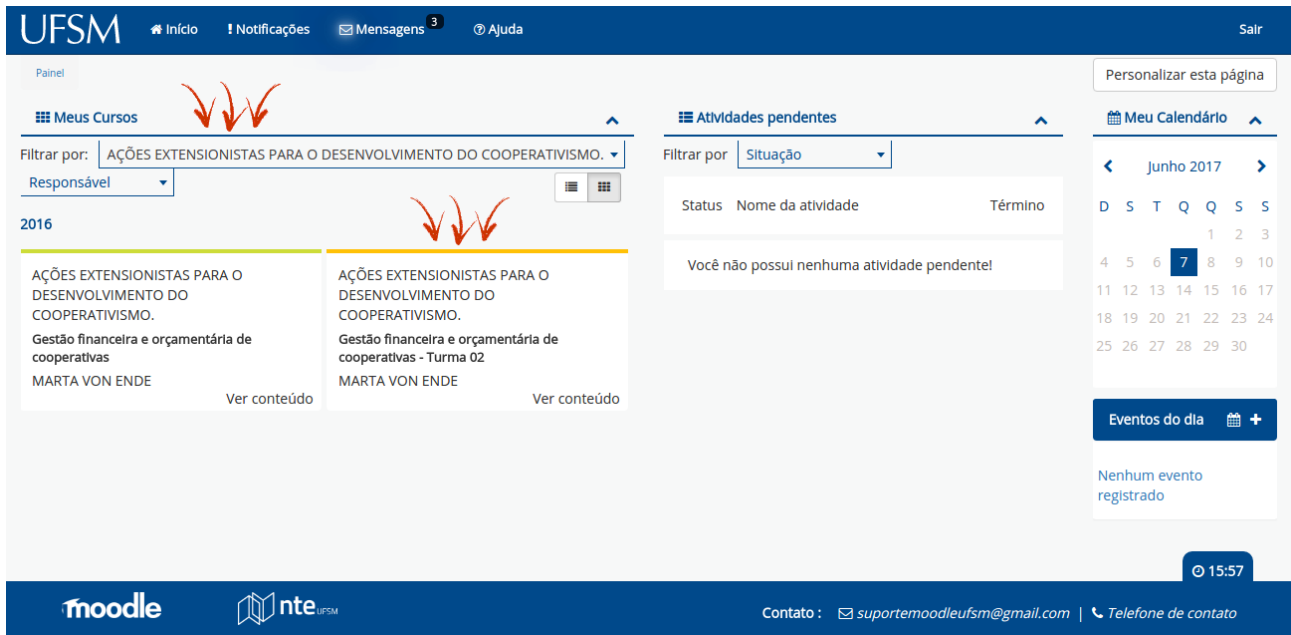 UFSM
Início
Notificações
Mensagens 3
Ajuda
Sair
Painel
Personalizar esta página
Meus Cursos
Filtrar por: AÇÕES EXTENSIONISTAS PARA O DESENVOLVIMENTO DO COOPERATIVISMO.
Responsável
2016
AÇÕES EXTENSIONISTAS PARA O
DESENVOLVIMENTO DO
COOPERATIVISMO.
Gestão financeira e orçamentária de
cooperativas
MARTA VON ENDE
Ver conteúdo
AÇÕES EXTENSIONISTAS PARA O
DESENVOLVIMENTO DO
COOPERATIVISMO.
Gestão financeira e orçamentária de
cooperativas - Turma 02
MARTA VON ENDE
Ver conteúdo
Atividades pendentes
Filtrar por Situação
Status Nome da atividade Término
Você não possui nenhuma atividade pendente!
Meu Calendário
Junho 2017
D S T Q Q S S
1 2 3
4 5 6 7 8 9 10
11 12 13 14 15 16 17
18 19 20 21 22 23 24
25 26 27 28 29 30
Eventos do dia
Nenhum evento
registrado
15:57
moodle
nte UFSM
Contato : suportemoodleufsm@gmail.com | Telefone de contato